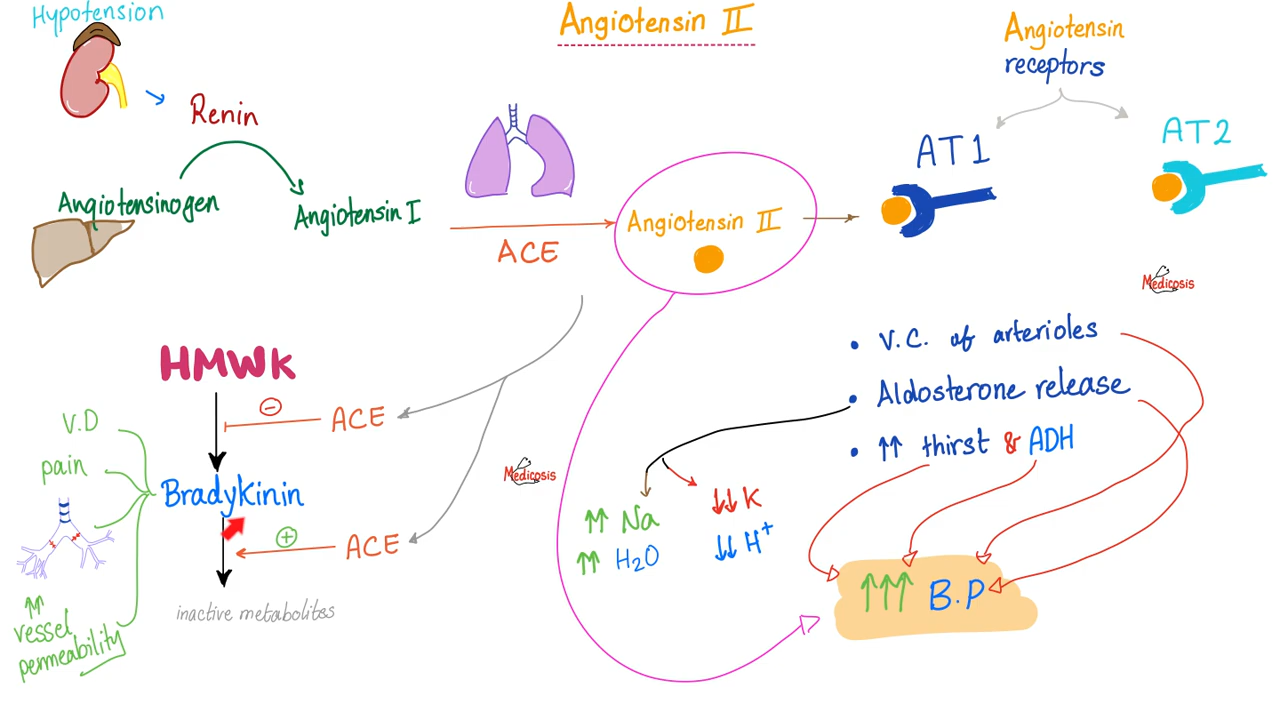 Hypotension
Angiotensin II
Angiotensin
receptors
Renin
AT1
AT2
Angiotensinogen
Angiotensin I
ACE
Angiotensin II
Medicosis
HMWK
⊖
ACE
V.D
pain
Bradykinin
⊕
ACE
inactive metabolites
↑↑
vessel
permeability
Medicosis
• V.C. of arterioles
• Aldosterone release
• ↑↑ thirst & ADH
↑↑ Na
↓↓ K
↑↑ H₂O
↓↓ H⁺
↑↑↑ B.P